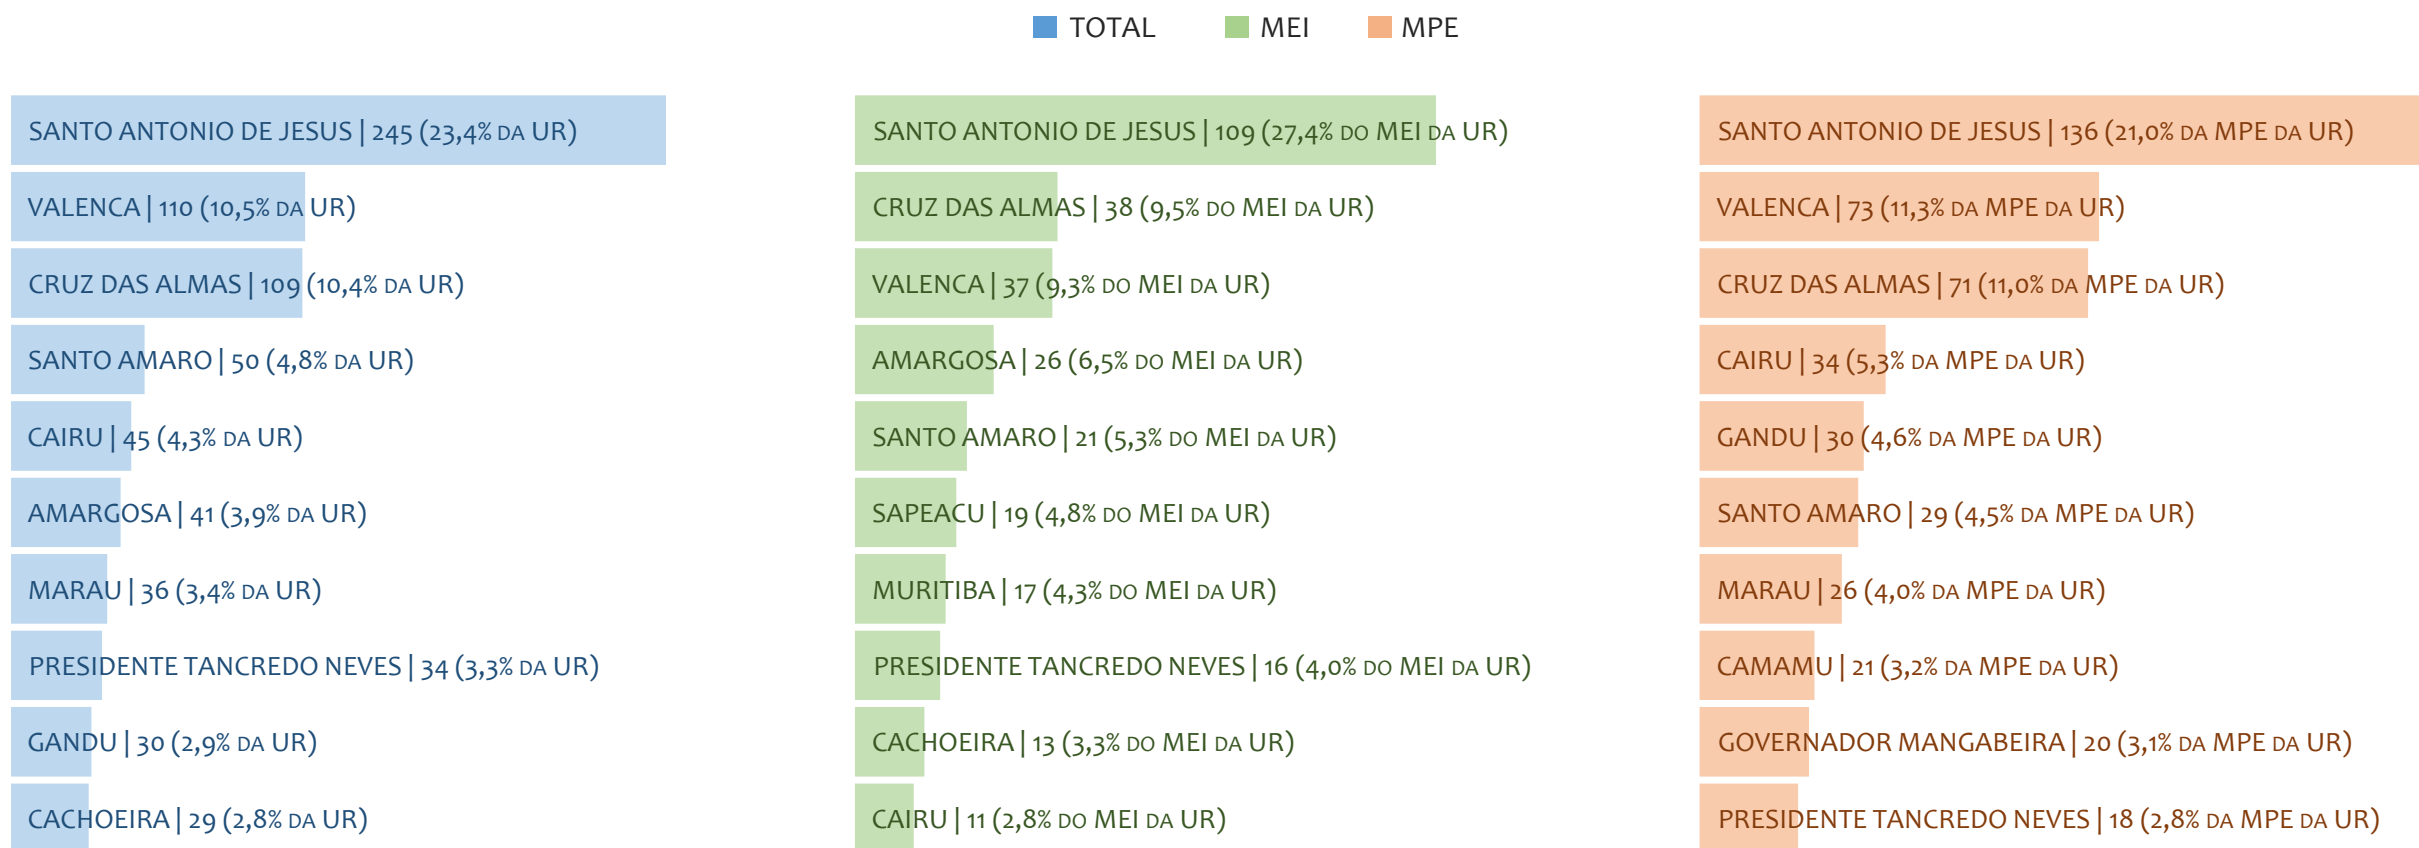 TOTAL MEI MPE
SANTO ANTONIO DE JESUS | 245 (23,4% DA UR)
VALENCA | 110 (10,5% DA UR)
CRUZ DAS ALMAS | 109 (10,4% DA UR)
SANTO AMARO | 50 (4,8% DA UR)
CAIRU | 45 (4,3% DA UR)
AMARGOSA | 41 (3,9% DA UR)
MARAU | 36 (3,4% DA UR)
PRESIDENTE TANCREDO NEVES | 34 (3,3% DA UR)
GANDU | 30 (2,9% DA UR)
CACHOEIRA | 29 (2,8% DA UR)
SANTO ANTONIO DE JESUS | 109 (27,4% DO MEI DA UR)
CRUZ DAS ALMAS | 38 (9,5% DO MEI DA UR)
VALENCA | 37 (9,3% DO MEI DA UR)
AMARGOSA | 26 (6,5% DO MEI DA UR)
SANTO AMARO | 21 (5,3% DO MEI DA UR)
SAPEACU | 19 (4,8% DO MEI DA UR)
MURITIBA | 17 (4,3% DO MEI DA UR)
PRESIDENTE TANCREDO NEVES | 16 (4,0% DO MEI DA UR)
CACHOEIRA | 13 (3,3% DO MEI DA UR)
CAIRU | 11 (2,8% DO MEI DA UR)
SANTO ANTONIO DE JESUS | 136 (21,0% DA MPE DA UR)
VALENCA | 73 (11,3% DA MPE DA UR)
CRUZ DAS ALMAS | 71 (11,0% DA MPE DA UR)
CAIRU | 34 (5,3% DA MPE DA UR)
GANDU | 30 (4,6% DA MPE DA UR)
SANTO AMARO | 29 (4,5% DA MPE DA UR)
MARAU | 26 (4,0% DA MPE DA UR)
CAMAMU | 21 (3,2% DA MPE DA UR)
GOVERNADOR MANGABEIRA | 20 (3,1% DA MPE DA UR)
PRESIDENTE TANCREDO NEVES | 18 (2,8% DA MPE DA UR)